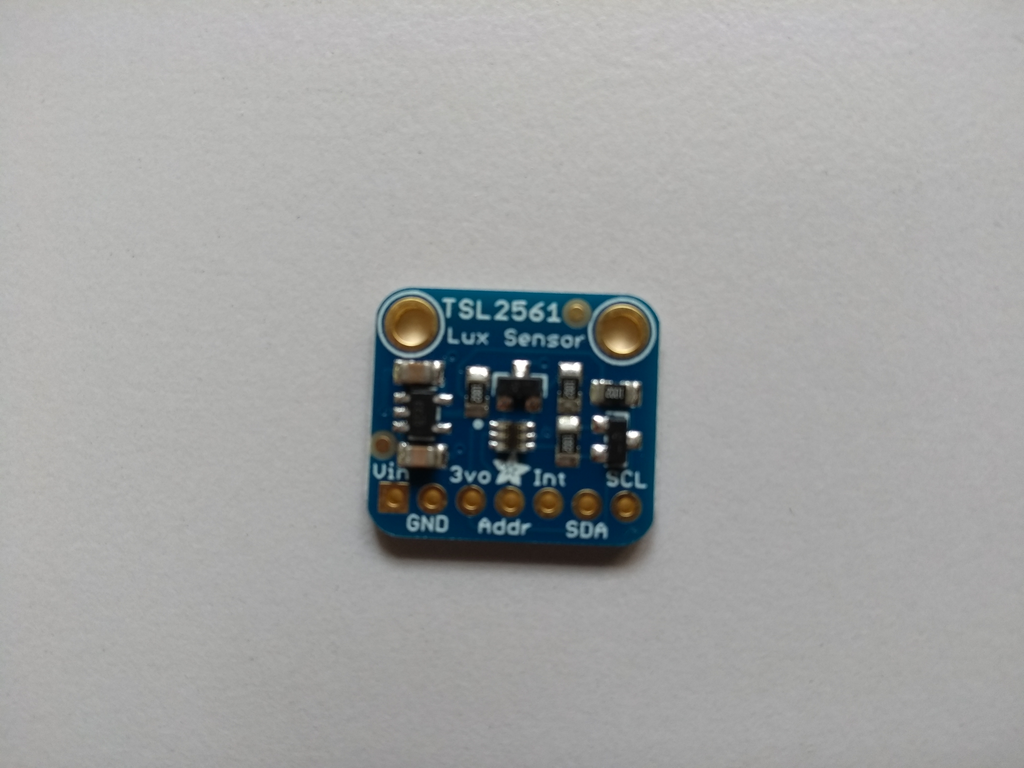 TSL2561
Lux Sensor
Vin 3vo Int SCL
GND Addr SDA